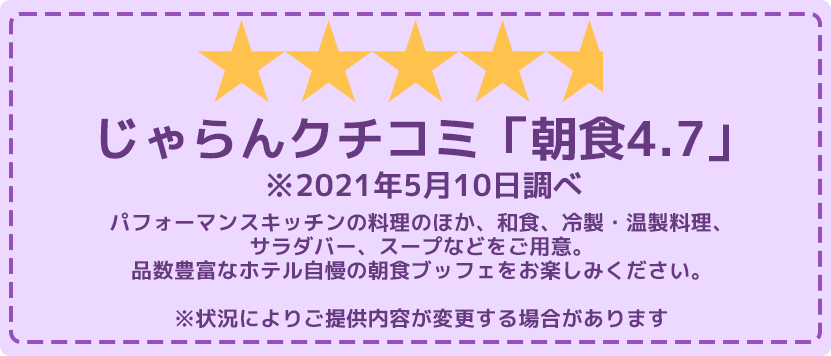 じゃらんクチコミ「朝食4.7」
※2021年5月10日調べ
パフォーマンスキッチンの料理のほか、和食、冷製・温製料理、
サラダバー、スープなどをご用意。
品数豊富なホテル自慢の朝食ブッフェをお楽しみください。
※状況によりご提供内容が変更する場合があります